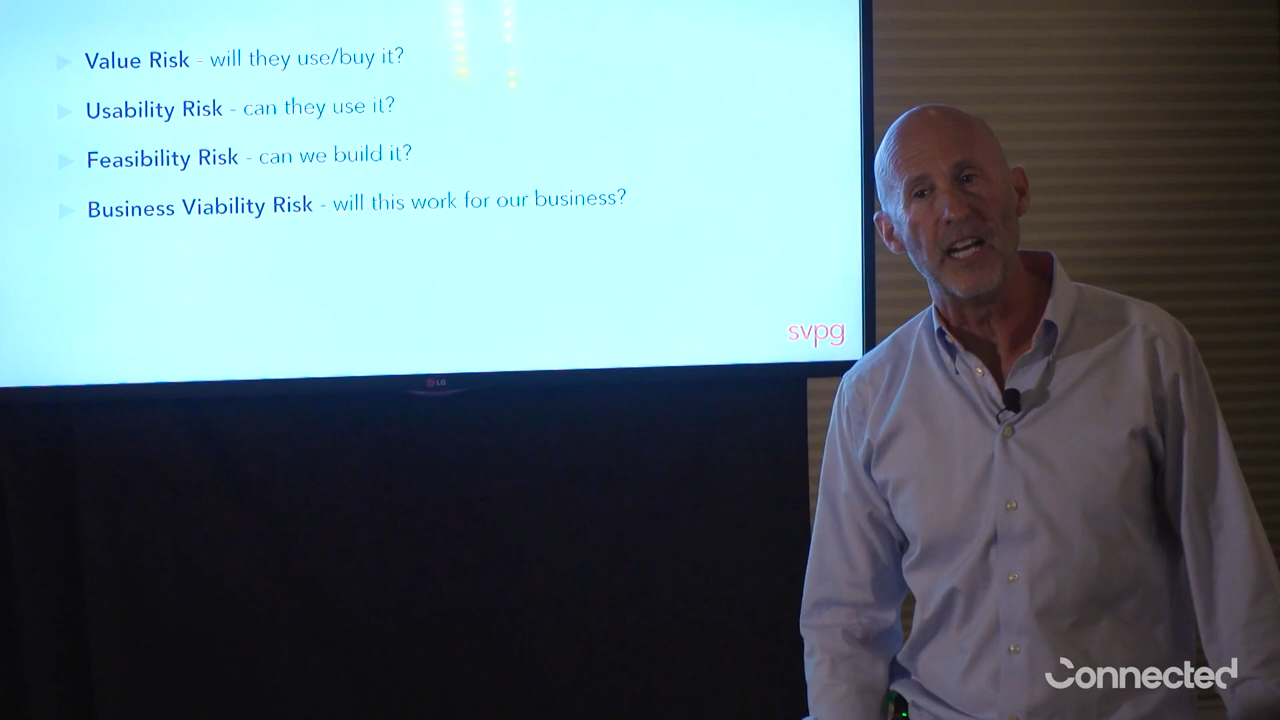 Value Risk - will they use/buy it?
Usability Risk - can they use it?
Feasibility Risk - can we build it?
Business Viability Risk - will this work for our business?
svpg
LG
Connected